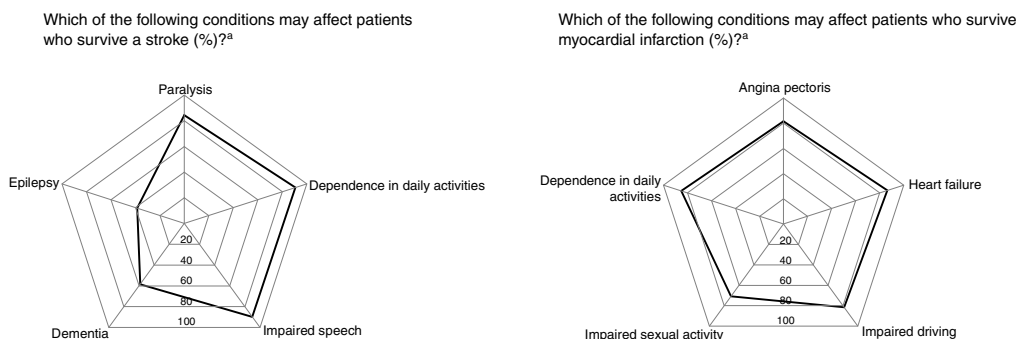 Which of the following conditions may affect patients
who survive a stroke (%)?ᵃ
Paralysis
Epilepsy
Dependence in daily activities
20
40
60
80
100
Dementia
Impaired speech
Which of the following conditions may affect patients who survive
myocardial infarction (%)?ᵃ
Angina pectoris
Dependence in daily
activities
Heart failure
20
40
60
80
100
Impaired sexual activity
Impaired driving